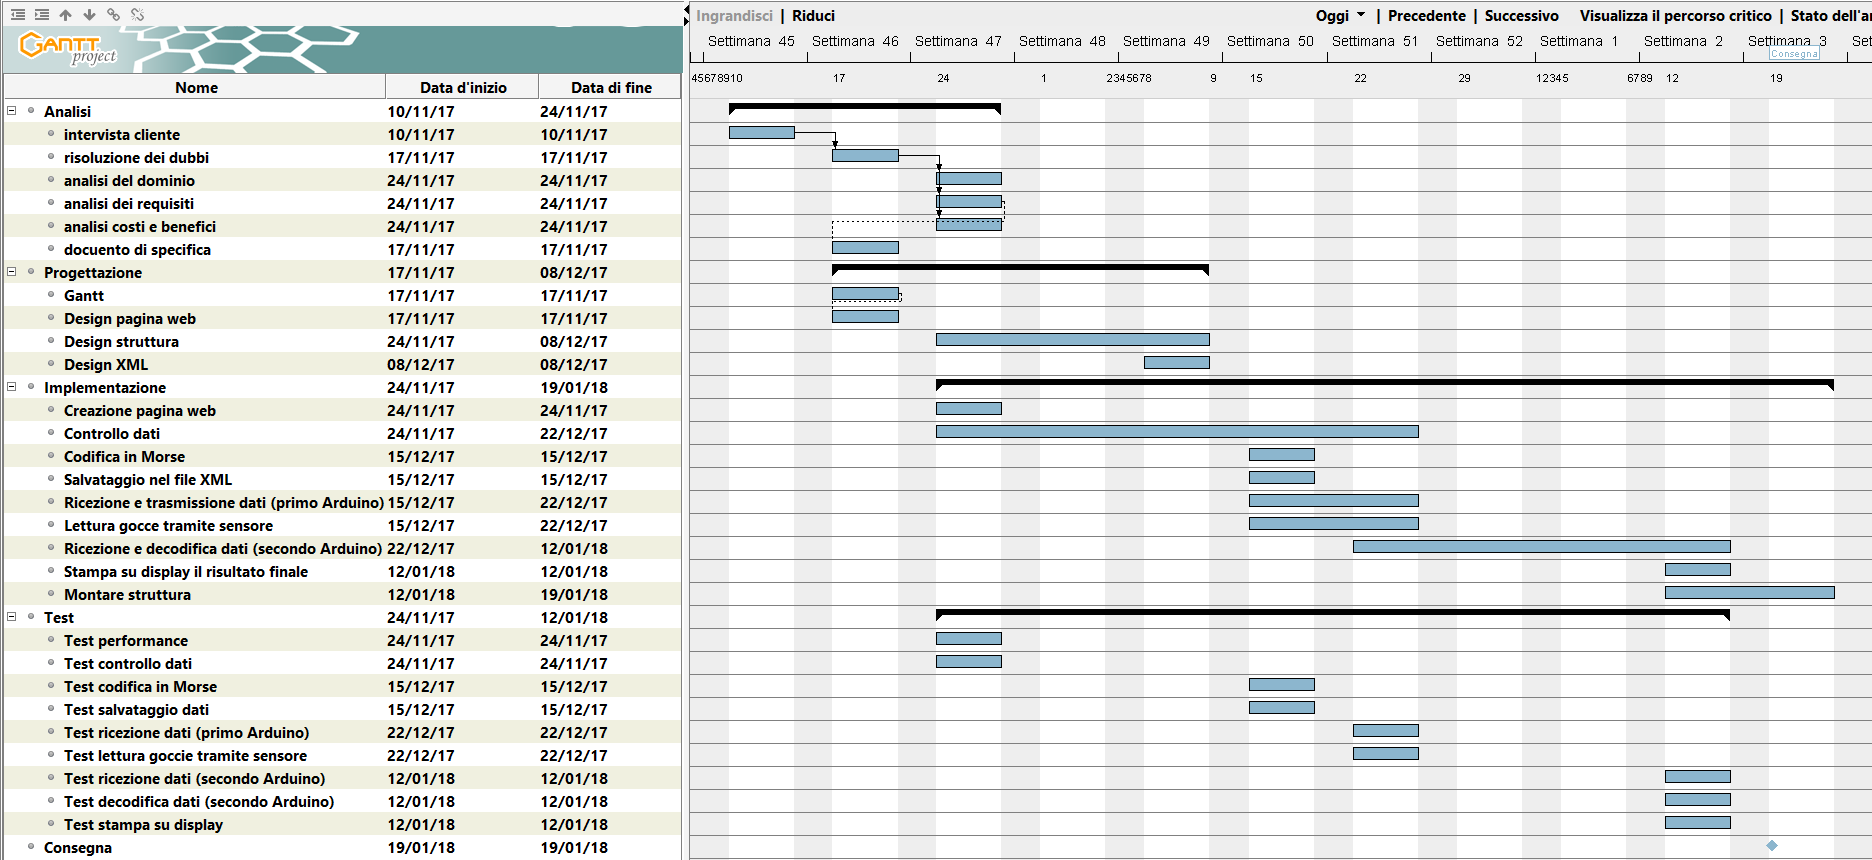 Ingrandisci | Riduci
Oggi | Precedente | Successivo Visualizza il percorso critico | Stato dell'ar
GANTT project
Settimana 45 Settimana 46 Settimana 47 Settimana 48 Settimana 49 Settimana 50 Settimana 51 Settimana 52 Settimana 1 Settimana 2 Settimana 3 Set
Consegna
45678910 17 24 1 2345678 9 15 22 29 12345 6789 12 19
Nome Data d'inizio Data di fine
Analisi 10/11/17 24/11/17
intervista cliente 10/11/17 10/11/17
risoluzione dei dubbi 17/11/17 17/11/17
analisi del dominio 24/11/17 24/11/17
analisi dei requisiti 24/11/17 24/11/17
analisi costi e benefici 24/11/17 24/11/17
docuento di specifica 17/11/17 17/11/17
Progettazione 17/11/17 08/12/17
Gantt 17/11/17 17/11/17
Design pagina web 17/11/17 17/11/17
Design struttura 24/11/17 08/12/17
Design XML 08/12/17 08/12/17
Implementazione 24/11/17 19/01/18
Creazione pagina web 24/11/17 24/11/17
Controllo dati 24/11/17 22/12/17
Codifica in Morse 15/12/17 15/12/17
Salvataggio nel file XML 15/12/17 15/12/17
Ricezione e trasmissione dati (primo Arduino) 15/12/17 22/12/17
Lettura gocce tramite sensore 15/12/17 22/12/17
Ricezione e decodifica dati (secondo Arduino) 22/12/17 12/01/18
Stampa su display il risultato finale 12/01/18 12/01/18
Montare struttura 12/01/18 19/01/18
Test 24/11/17 12/01/18
Test performance 24/11/17 24/11/17
Test controllo dati 24/11/17 24/11/17
Test codifica in Morse 15/12/17 15/12/17
Test salvataggio dati 15/12/17 15/12/17
Test ricezione dati (primo Arduino) 22/12/17 22/12/17
Test lettura goccie tramite sensore 22/12/17 22/12/17
Test ricezione dati (secondo Arduino) 12/01/18 12/01/18
Test decodifica dati (secondo Arduino) 12/01/18 12/01/18
Test stampa su display 12/01/18 12/01/18
Consegna 19/01/18 19/01/18